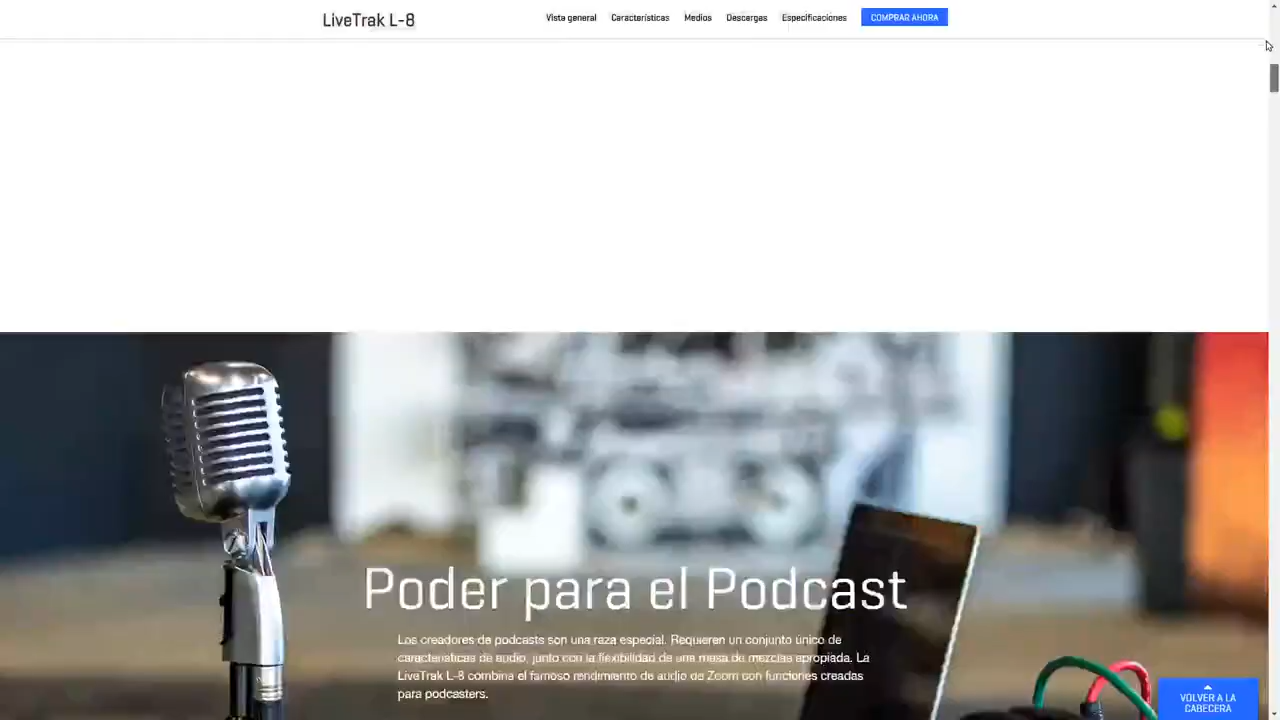 LiveTrak L-8
Vista general Características Medios Descargas Especificaciones COMPRAR AHORA
Poder para el Podcast
Los creadores de podcasts son una raza especial. Requieren un conjunto único de
características de audio, junto con la flexibilidad de una mesa de mezclas apropiada. La
LiveTrak L-8 combina el famoso rendimiento de audio de Zoom con funciones creadas
para podcasters.
VOLVER A LA
CABECERA